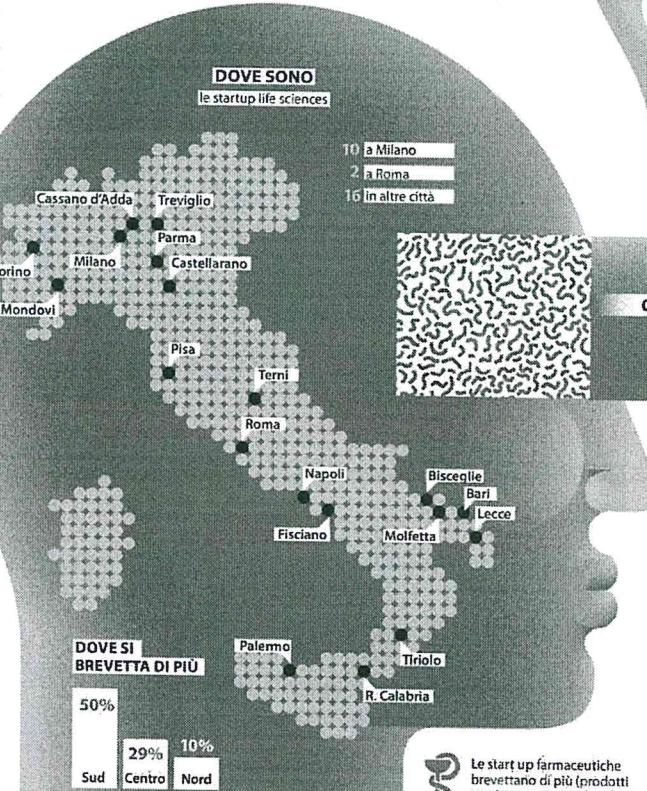 DOVE SONO
le startup life sciences
10 a Milano
2 a Roma
16 in altre città
Cassano d'Adda
Treviglio
Milano
Parma
orino
Castellarano
Mondovi
Pisa
Terni
Roma
Napoli
Fisciano
Bisceglie
Bari
Molfetta
Lecce
Tiriolo
Palermo
R. Calabria
DOVE SI
BREVETTA DI PIÙ
50%
29%
10%
Sud
Centro
Nord
Le start up farmaceutiche
brevettano di più (prodotti